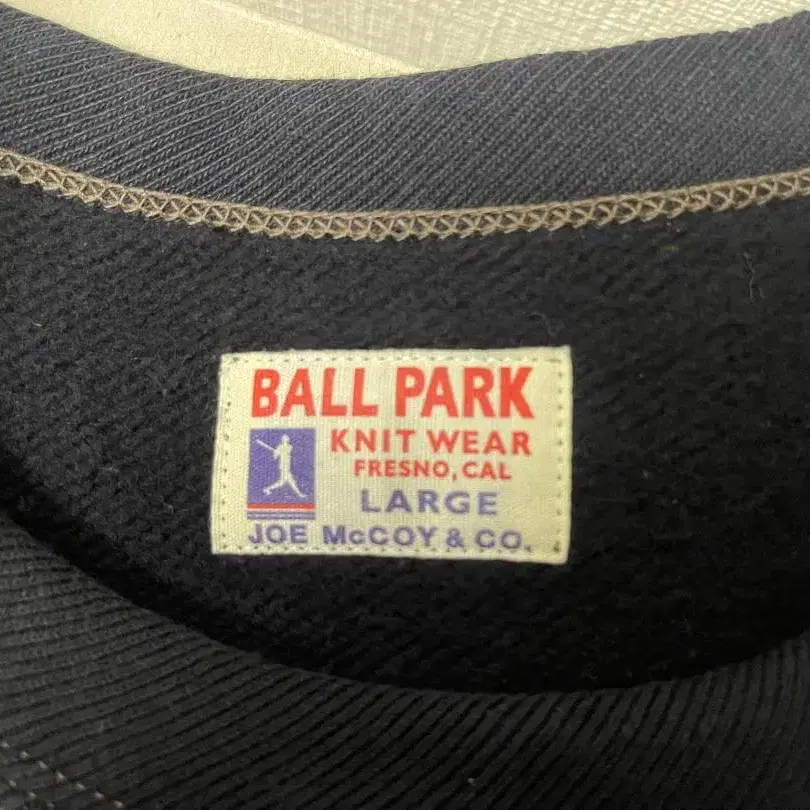 BALL PARK
KNIT WEAR
FRESNO, CAL
LARGE
JOE McCOY & CO.